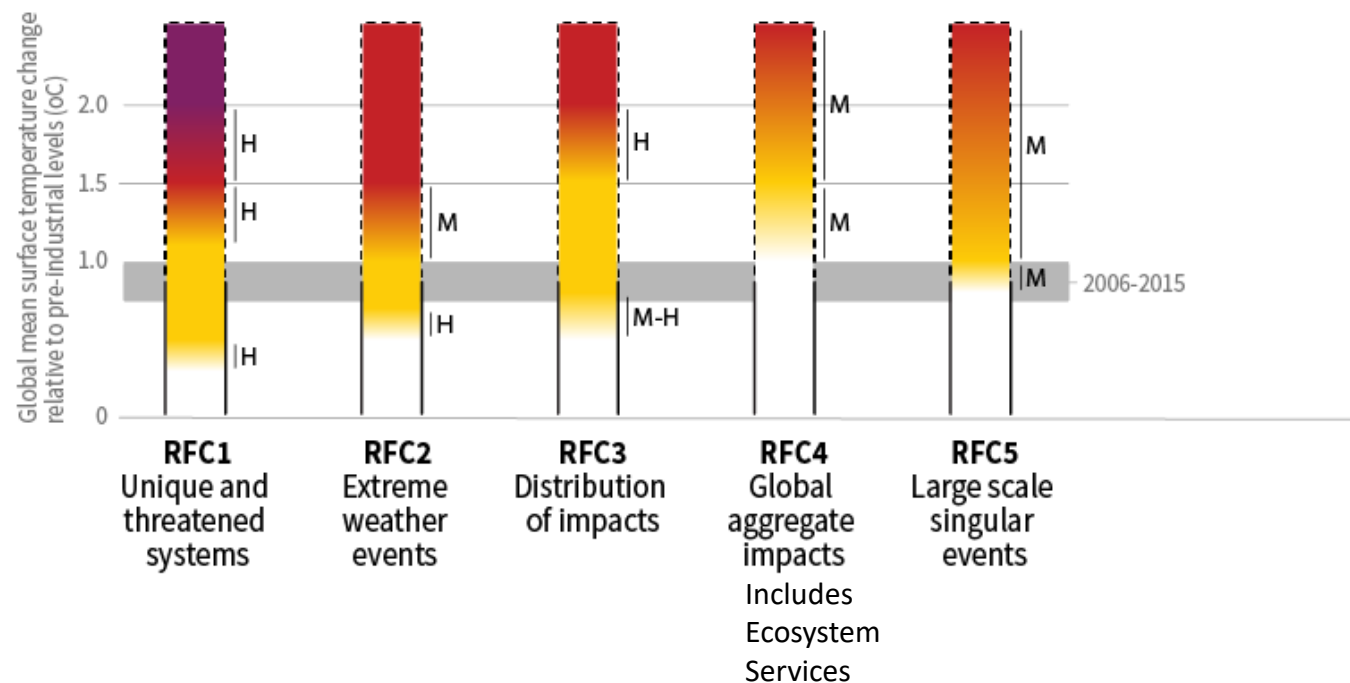 Global mean surface temperature change
relative to pre-industrial levels (oC)
2.0
1.5
1.0
0
H
H
H
M
H
H
M-H
M
M
M
M
2006-2015
RFC1
Unique and
threatened
systems
RFC2
Extreme
weather
events
RFC3
Distribution
of impacts
RFC4
Global
aggregate
impacts
Includes
Ecosystem
Services
RFC5
Large scale
singular
events